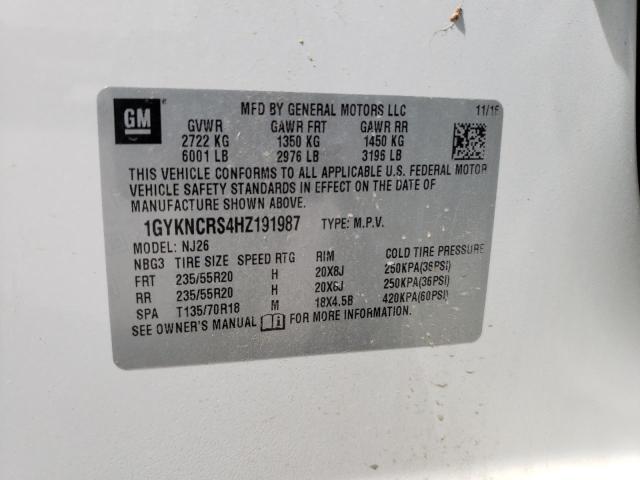 GM
MFD BY GENERAL MOTORS LLC
GVWR GAWR FRT GAWR RR
2722 KG 1350 KG 1450 KG
6001 LB 2976 LB 3196 LB
THIS VEHICLE CONFORMS TO ALL APPLICABLE U.S. FEDERAL MOTOR
VEHICLE SAFETY STANDARDS IN EFFECT ON THE DATE OF
MANUFACTURE SHOWN ABOVE.
1GYKNCRS4HZ191987 TYPE: M.P.V.
MODEL: NJ26
NBG3 TIRE SIZE SPEED RTG RIM COLD TIRE PRESSURE
FRT 235/55R20 H 20X8J 250KPA(36PSI)
RR 235/55R20 H 20X8J 250KPA(36PSI)
SPA T135/70R18 M 18X4.5B 420KPA(60PSI)
SEE OWNER'S MANUAL FOR MORE INFORMATION.